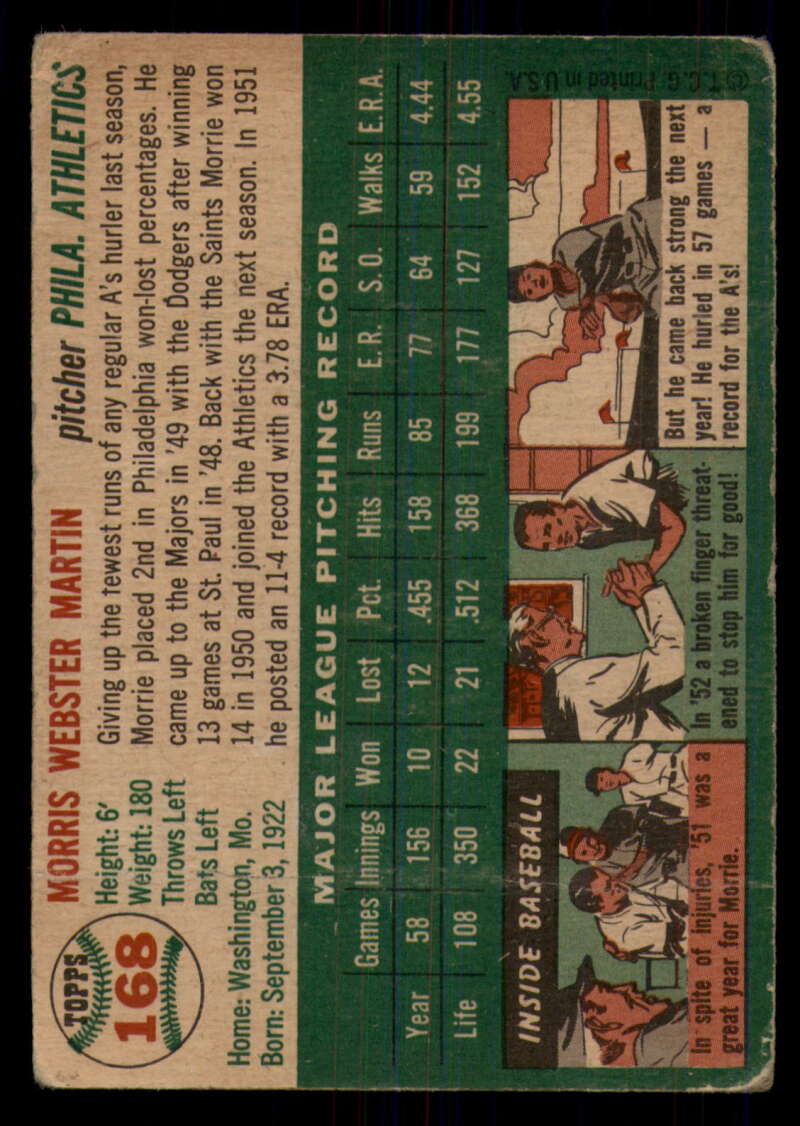 TOPPS
168
MORRIS WEBSTER MARTIN
pitcher PHILA. ATHLETICS
Height: 6'
Weight: 180
Throws Left
Bats Left
Home: Washington, Mo.
Born: September 3, 1922
Giving up the fewest runs of any regular A's hurler last season,
Morrie placed 2nd in Philadelphia won-lost percentages. He
came up to the Majors in '49 with the Dodgers after winning
13 games at St. Paul in '48. Back with the Saints Morrie won
14 in 1950 and joined the Athletics the next season. In 1951
he posted an 11-4 record with a 3.78 ERA.
MAJOR LEAGUE PITCHING RECORD
Games Innings Won Lost Pct. Hits Runs E.R. S.O. Walks E.R.A.
Year 58 156 10 12 .455 158 85 77 64 59 4.44
Life 108 350 22 21 .512 368 199 177 127 152 4.55
INSIDE BASEBALL
In spite of injuries, '51 was a
great year for Morrie.
In '52 a broken finger threat-
ened to stop him for good!
But he came back strong the next
year! He hurled in 57 games — a
record for the A's!
© T.C.G. Printed in U.S.A.